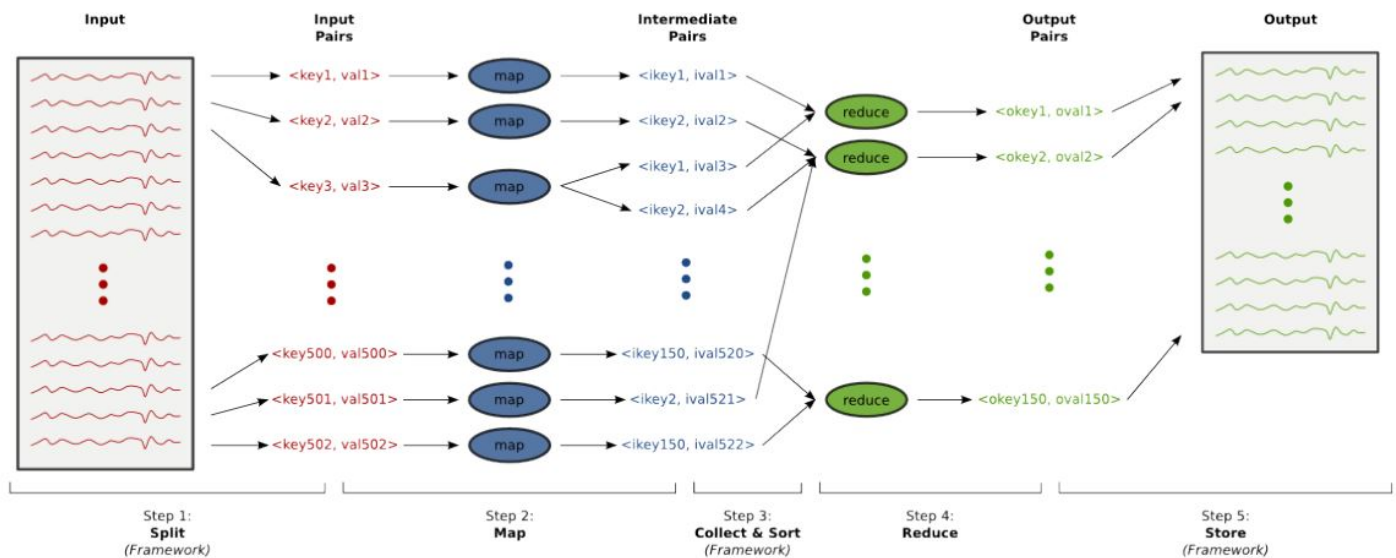 Input
Input
Pairs
Intermediate
Pairs
Output
Pairs
Output
<key1, val1>
map
<ikey1, ival1>
reduce
<okey1, oval1>
<key2, val2>
map
<ikey2, ival2>
reduce
<okey2, oval2>
<key3, val3>
map
<ikey1, ival3>
<ikey2, ival4>
<key500, val500>
map
<ikey150, ival520>
<key501, val501>
map
<ikey2, ival521>
reduce
<okey150, oval150>
<key502, val502>
map
<ikey150, ival522>
Step 1:
Split
(Framework)
Step 2:
Map
Step 3:
Collect & Sort
(Framework)
Step 4:
Reduce
Step 5:
Store
(Framework)